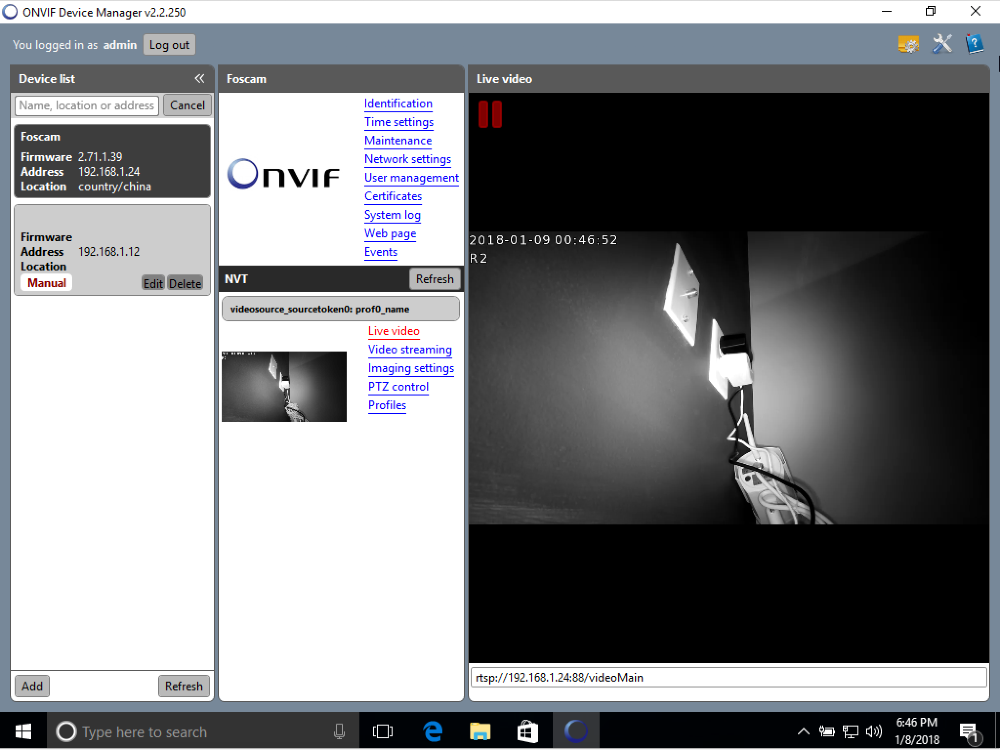 ONVIF Device Manager v2.2.250
You logged in as admin Log out
Device list
Name, location or address Cancel
Foscam
Firmware 2.71.1.39
Address 192.168.1.24
Location country/china
Firmware
Address 192.168.1.12
Location
Manual Edit Delete
Add Refresh
Foscam
ONVIF
Identification
Time settings
Maintenance
Network settings
User management
Certificates
System log
Web page
Events
NVT Refresh
videosource_sourcetoken0: prof0_name
Live video
Video streaming
Imaging settings
PTZ control
Profiles
Live video
2018-01-09 00:46:52
R2
rtsp://192.168.1.24:88/videoMain
Type here to search
6:46 PM
1/8/2018
1